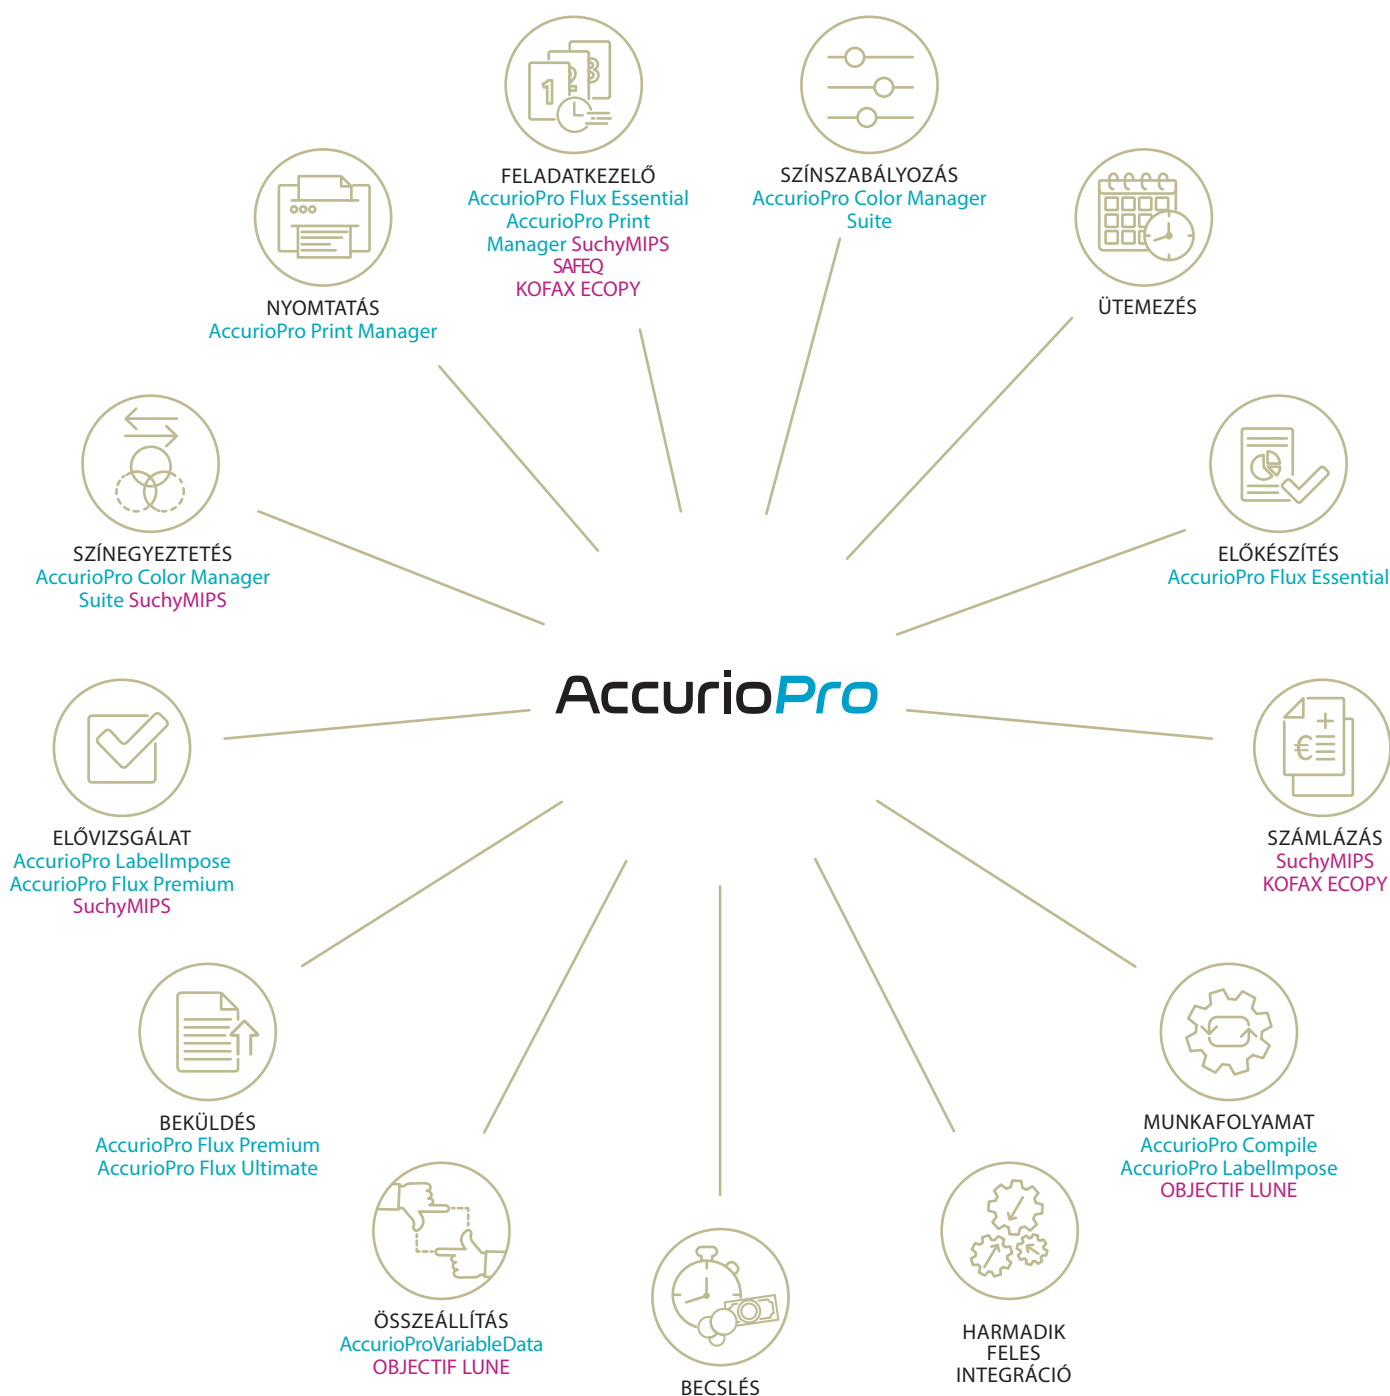 FELADATKEZELŐ
AccurioPro Flux Essential
AccurioPro Print
Manager SuchyMIPS
SAFEQ
KOFAX ECOPY
SZÍNSZABÁLYOZÁS
AccurioPro Color Manager
Suite
NYOMTATÁS
AccurioPro Print Manager
ÜTEMEZÉS
SZÍNEGYEZTETÉS
AccurioPro Color Manager
Suite SuchyMIPS
ELŐKÉSZÍTÉS
AccurioPro Flux Essential
AccurioPro
ELŐVIZSGÁLAT
AccurioPro LabelImpose
AccurioPro Flux Premium
SuchyMIPS
SZÁMLÁZÁS
SuchyMIPS
KOFAX ECOPY
BEKÜLDÉS
AccurioPro Flux Premium
AccurioPro Flux Ultimate
MUNKAFOLYAMAT
AccurioPro Compile
AccurioPro LabelImpose
OBJECTIF LUNE
ÖSSZEÁLLÍTÁS
AccurioProVariableData
OBJECTIF LUNE
BECSLÉS
HARMADIK
FELES
INTEGRÁCIÓ